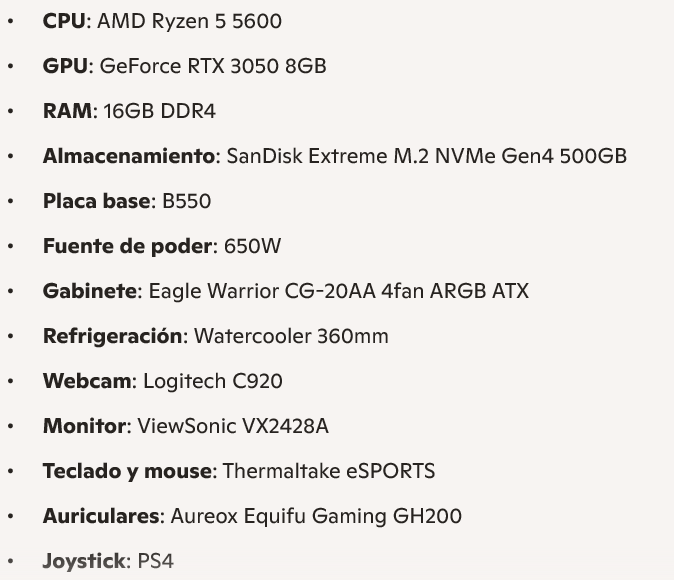 • CPU: AMD Ryzen 5 5600
• GPU: GeForce RTX 3050 8GB
• RAM: 16GB DDR4
• Almacenamiento: SanDisk Extreme M.2 NVMe Gen4 500GB
• Placa base: B550
• Fuente de poder: 650W
• Gabinete: Eagle Warrior CG-20AA 4fan ARGB ATX
• Refrigeración: Watercooler 360mm
• Webcam: Logitech C920
• Monitor: ViewSonic VX2428A
• Teclado y mouse: Thermaltake eSPORTS
• Auriculares: Aureox Equifu Gaming GH200
• Joystick: PS4